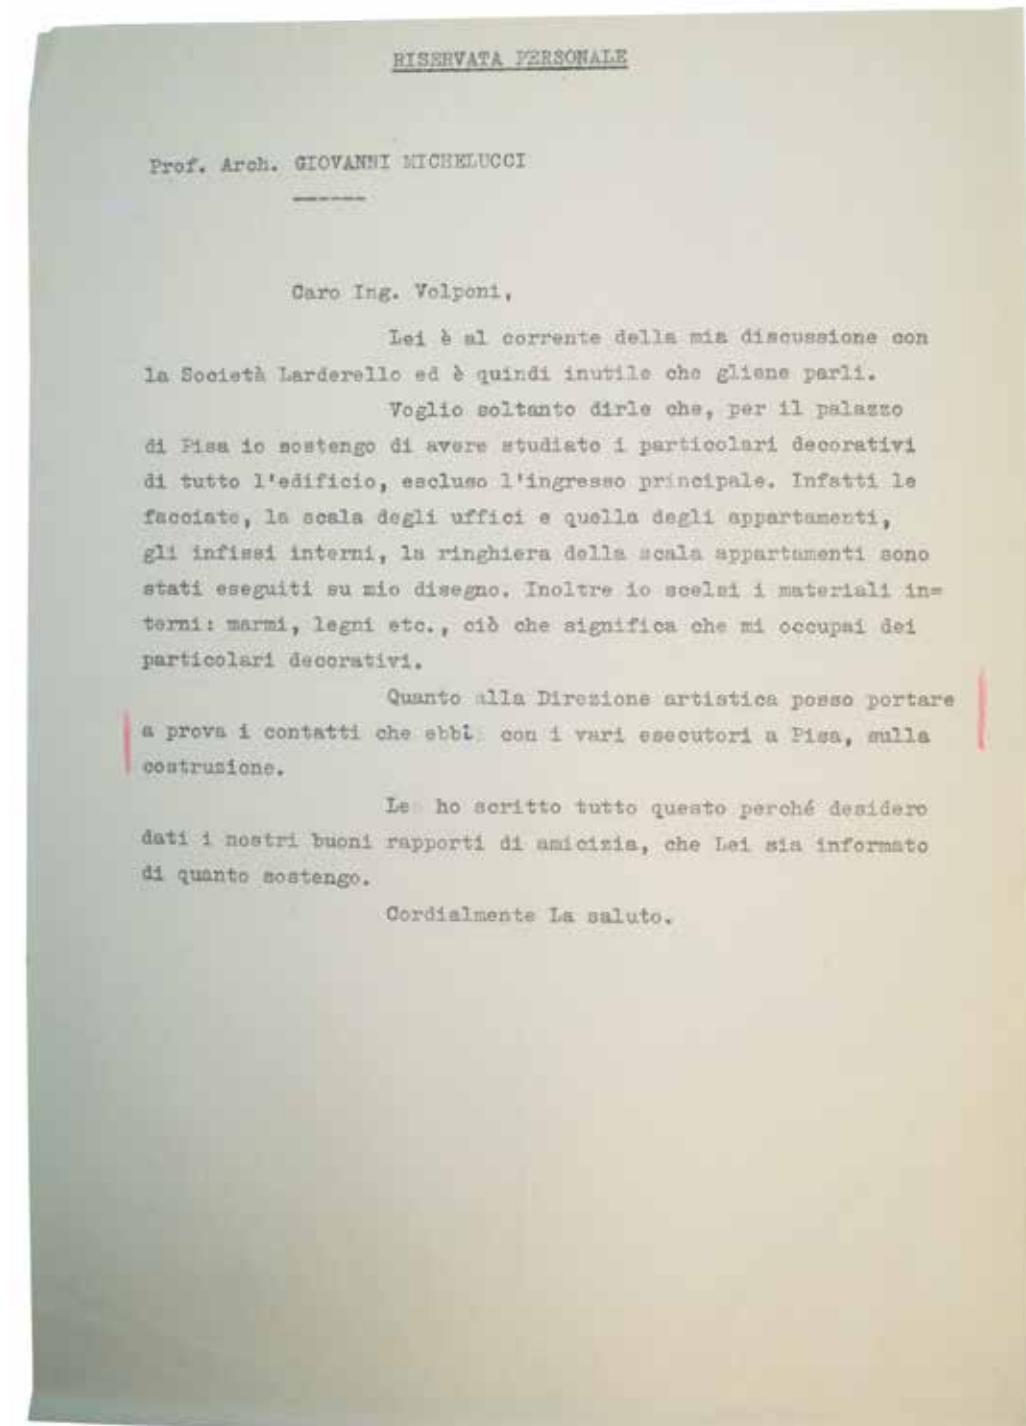 RISERVATA PERSONALE
Prof. Arch. GIOVANNI MICHELUCCI
-------
Caro Ing. Volponi,
Lei è al corrente della mia discussione con
la Società Larderello ed è quindi inutile che gliene parli.
Voglio soltanto dirle che, per il palazzo
di Pisa io sostengo di avere studiato i particolari decorativi
di tutto l'edificio, escluso l'ingresso principale. Infatti le
facciate, la scala degli uffici e quella degli appartamenti,
gli infissi interni, la ringhiera della scala appartamenti sono
stati eseguiti su mio disegno. Inoltre io scelsi i materiali in=
terni: marmi, legni etc., ciò che significa che mi occupai dei
particolari decorativi.
Quanto alla Direzione artistica posso portare
a prova i contatti che ebbi con i vari esecutori a Pisa, sulla
costruzione.
Le ho scritto tutto questo perché desidero
dati i nostri buoni rapporti di amicizia, che Lei sia informato
di quanto sostengo.
Cordialmente La saluto.